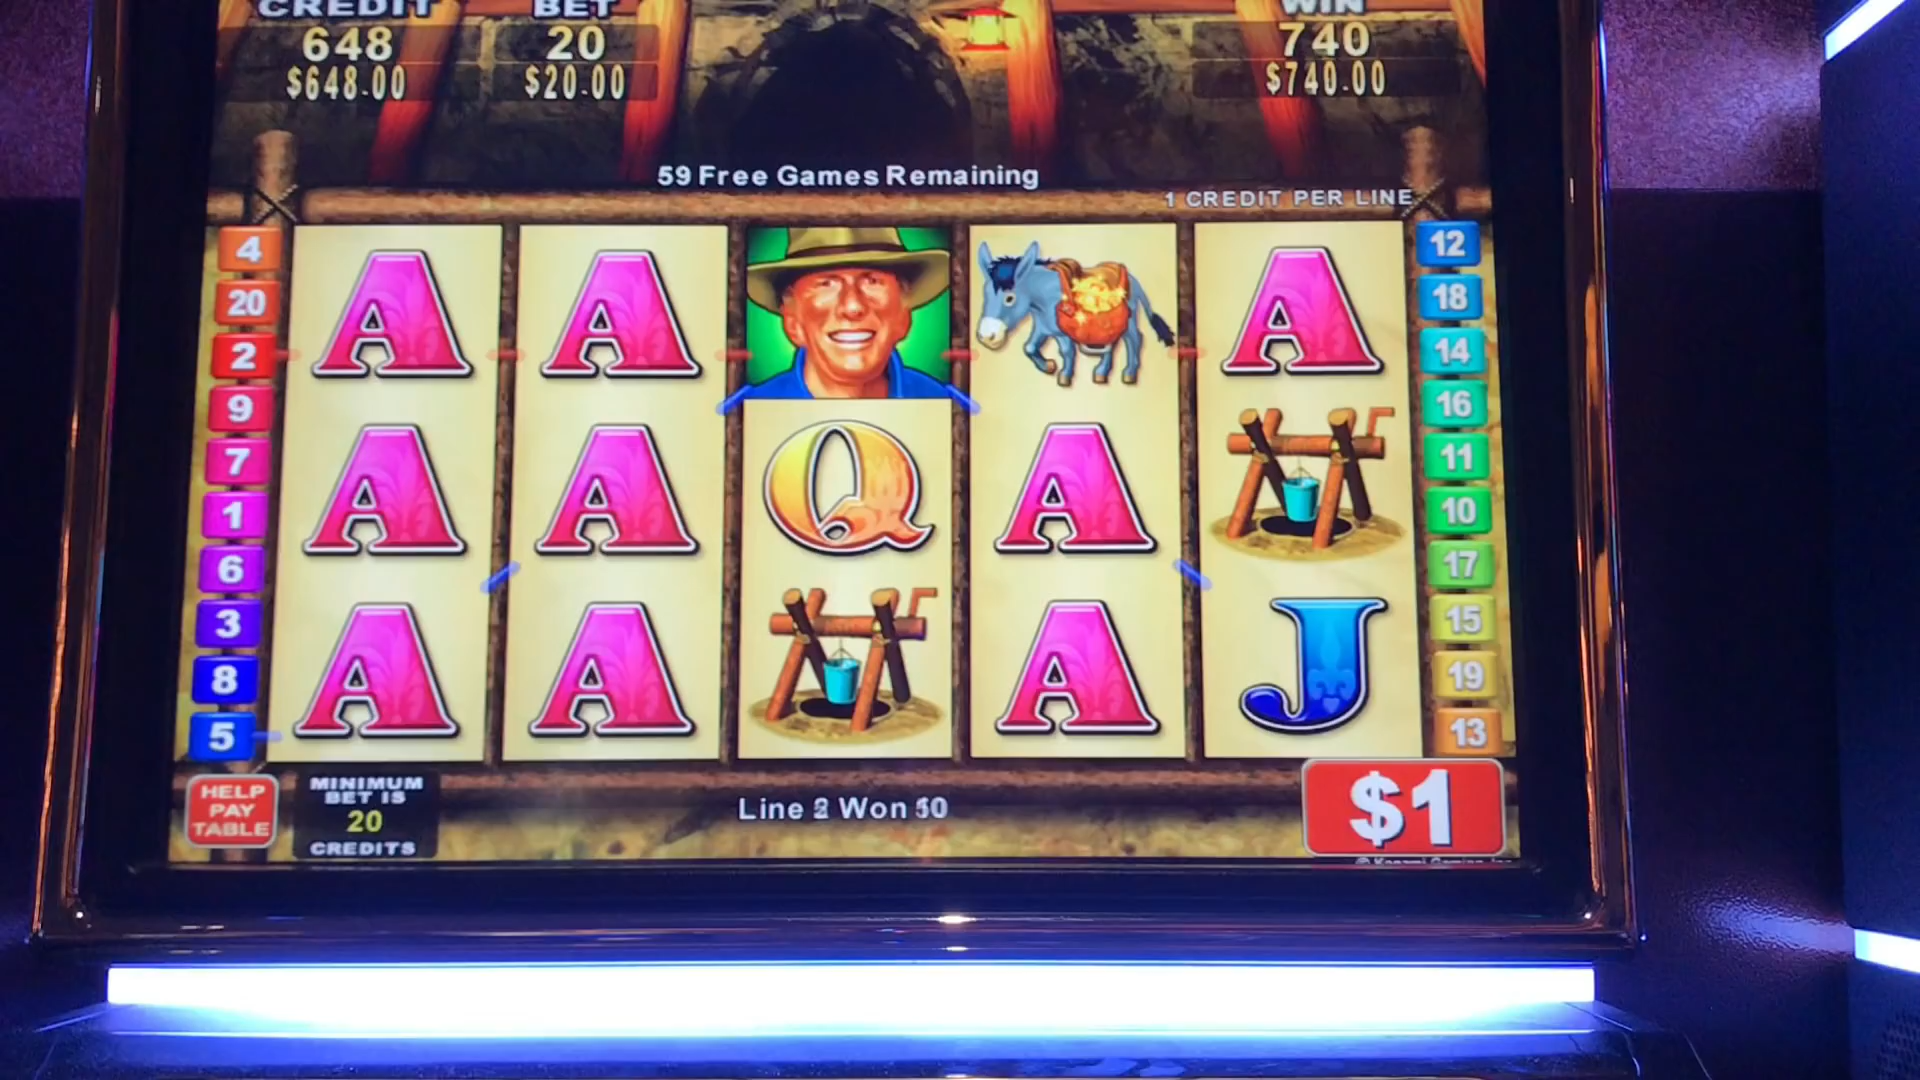 CREDIT BET WIN
648 20 740
$648.00 $20.00 $740.00
59 Free Games Remaining
1 CREDIT PER LINE
4 A A A 12
20 18
2 14
9 16
7 A A Q A 11
1 10
6 17
3 A A A J 15
8 19
5 13
HELP
PAY
TABLE
MINIMUM
BET IS
20
CREDITS
Line Won
$1